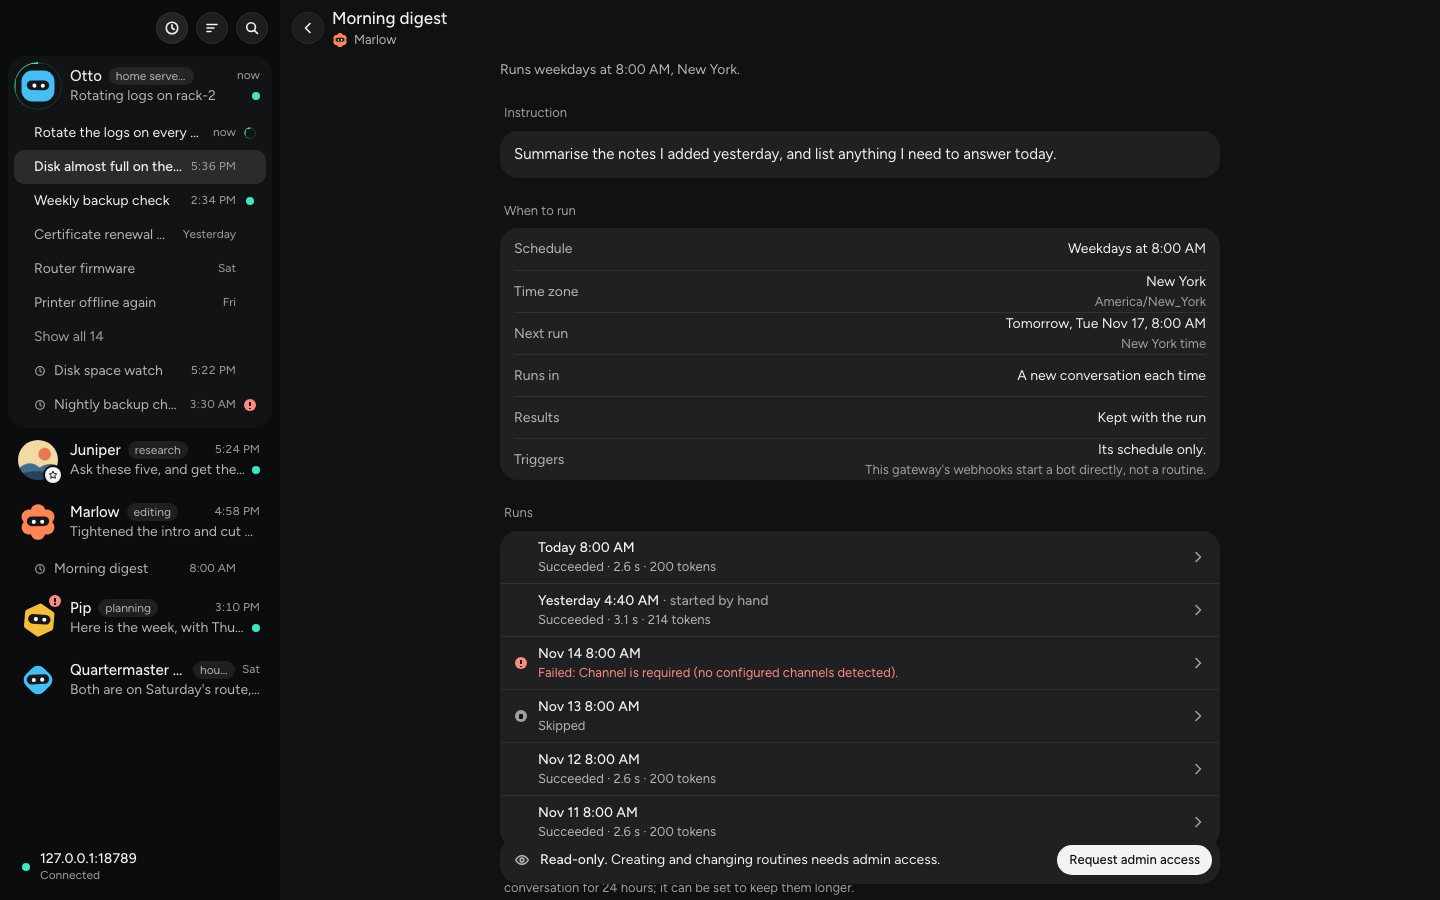 Otto home serve... now
Rotating logs on rack-2
Rotate the logs on every ... now
Disk almost full on the... 5:36 PM
Weekly backup check 2:34 PM
Certificate renewal ... Yesterday
Router firmware Sat
Printer offline again Fri
Show all 14
Disk space watch 5:22 PM
Nightly backup ch... 3:30 AM
Juniper research 5:24 PM
Ask these five, and get the...
Marlow editing 4:58 PM
Tightened the intro and cut ...
Morning digest 8:00 AM
Pip planning 3:10 PM
Here is the week, with Thu...
Quartermaster ... hou... Sat
Both are on Saturday's route,...
127.0.0.1:18789
Connected
Morning digest
Marlow
Runs weekdays at 8:00 AM, New York.
Instruction
Summarise the notes I added yesterday, and list anything I need to answer today.
When to run
Schedule Weekdays at 8:00 AM
Time zone New York
America/New_York
Next run Tomorrow, Tue Nov 17, 8:00 AM
New York time
Runs in A new conversation each time
Results Kept with the run
Triggers Its schedule only.
This gateway's webhooks start a bot directly, not a routine.
Runs
Today 8:00 AM
Succeeded · 2.6 s · 200 tokens
Yesterday 4:40 AM · started by hand
Succeeded · 3.1 s · 214 tokens
Nov 14 8:00 AM
Failed: Channel is required (no configured channels detected).
Nov 13 8:00 AM
Skipped
Nov 12 8:00 AM
Succeeded · 2.6 s · 200 tokens
Nov 11 8:00 AM
Succeeded · 2.6 s · 200 tokens
Read-only. Creating and changing routines needs admin access. Request admin access
conversation for 24 hours; it can be set to keep them longer.